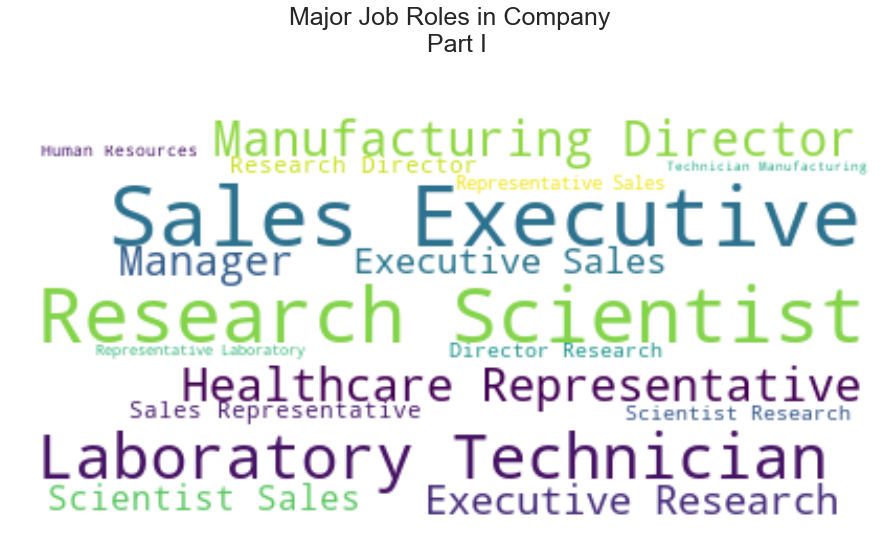 Major Job Roles in Company
Part I
Manufacturing Director
Human Resources
Research Director
Technician Manufacturing
Representative Sales
Sales Executive
Manager
Executive Sales
Research Scientist
Representative Laboratory
Director Research
Healthcare Representative
Sales Representative
Scientist Research
Laboratory Technician
Scientist Sales
Executive Research